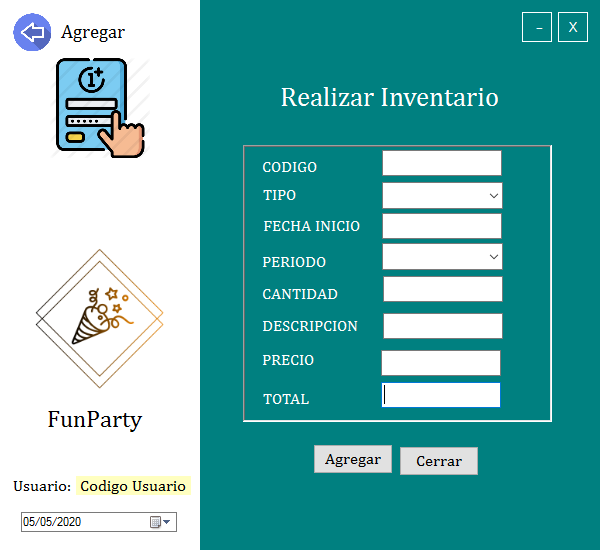 Agregar
1+
FunParty
Usuario: Codigo Usuario
05/05/2020
– X
Realizar Inventario
CODIGO
TIPO
FECHA INICIO
PERIODO
CANTIDAD
DESCRIPCION
PRECIO
TOTAL
Agregar
Cerrar